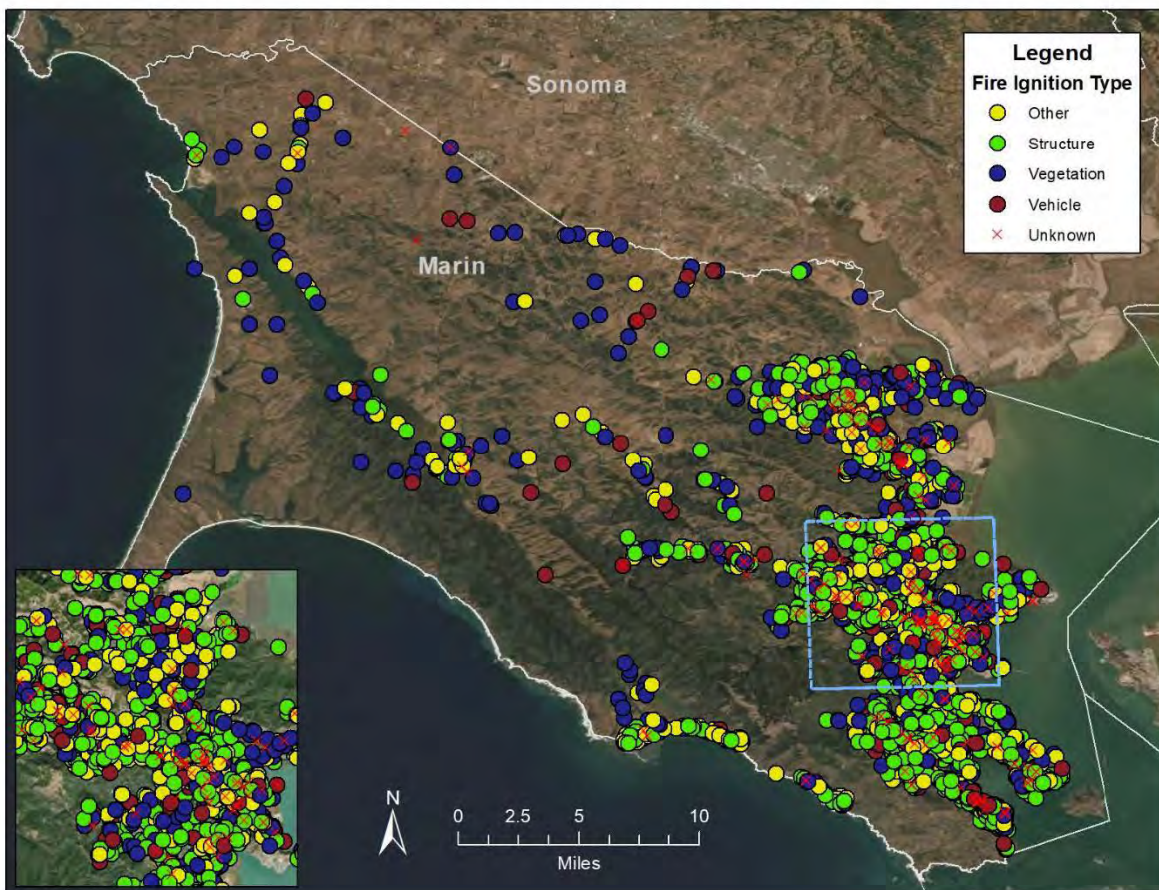 Legend
Fire Ignition Type
Other
Structure
Vegetation
Vehicle
Unknown
Sonoma
Marin
N
0 2.5 5 10
Miles